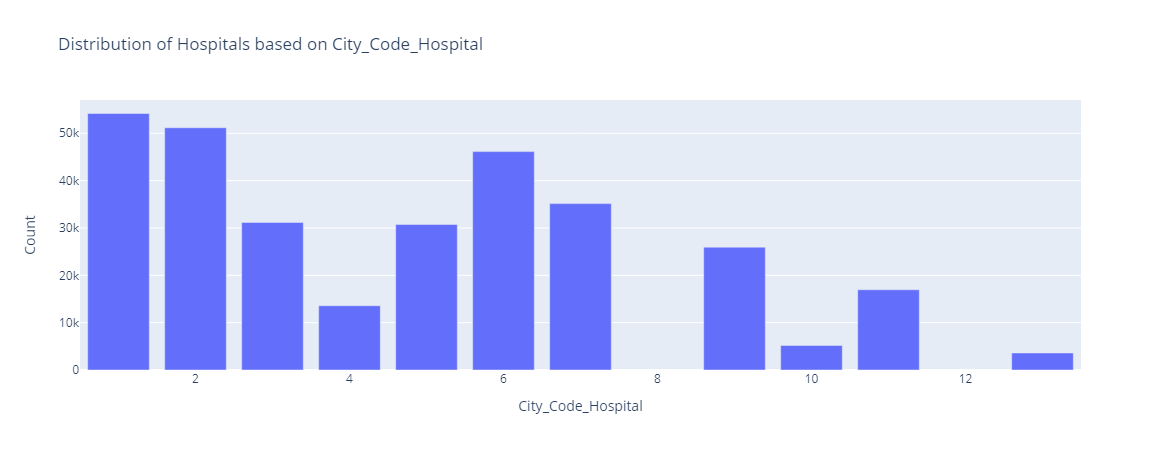 Distribution of Hospitals based on City_Code_Hospital
50k
40k
30k
20k
10k
0
Count
2 4 6 8 10 12
City_Code_Hospital